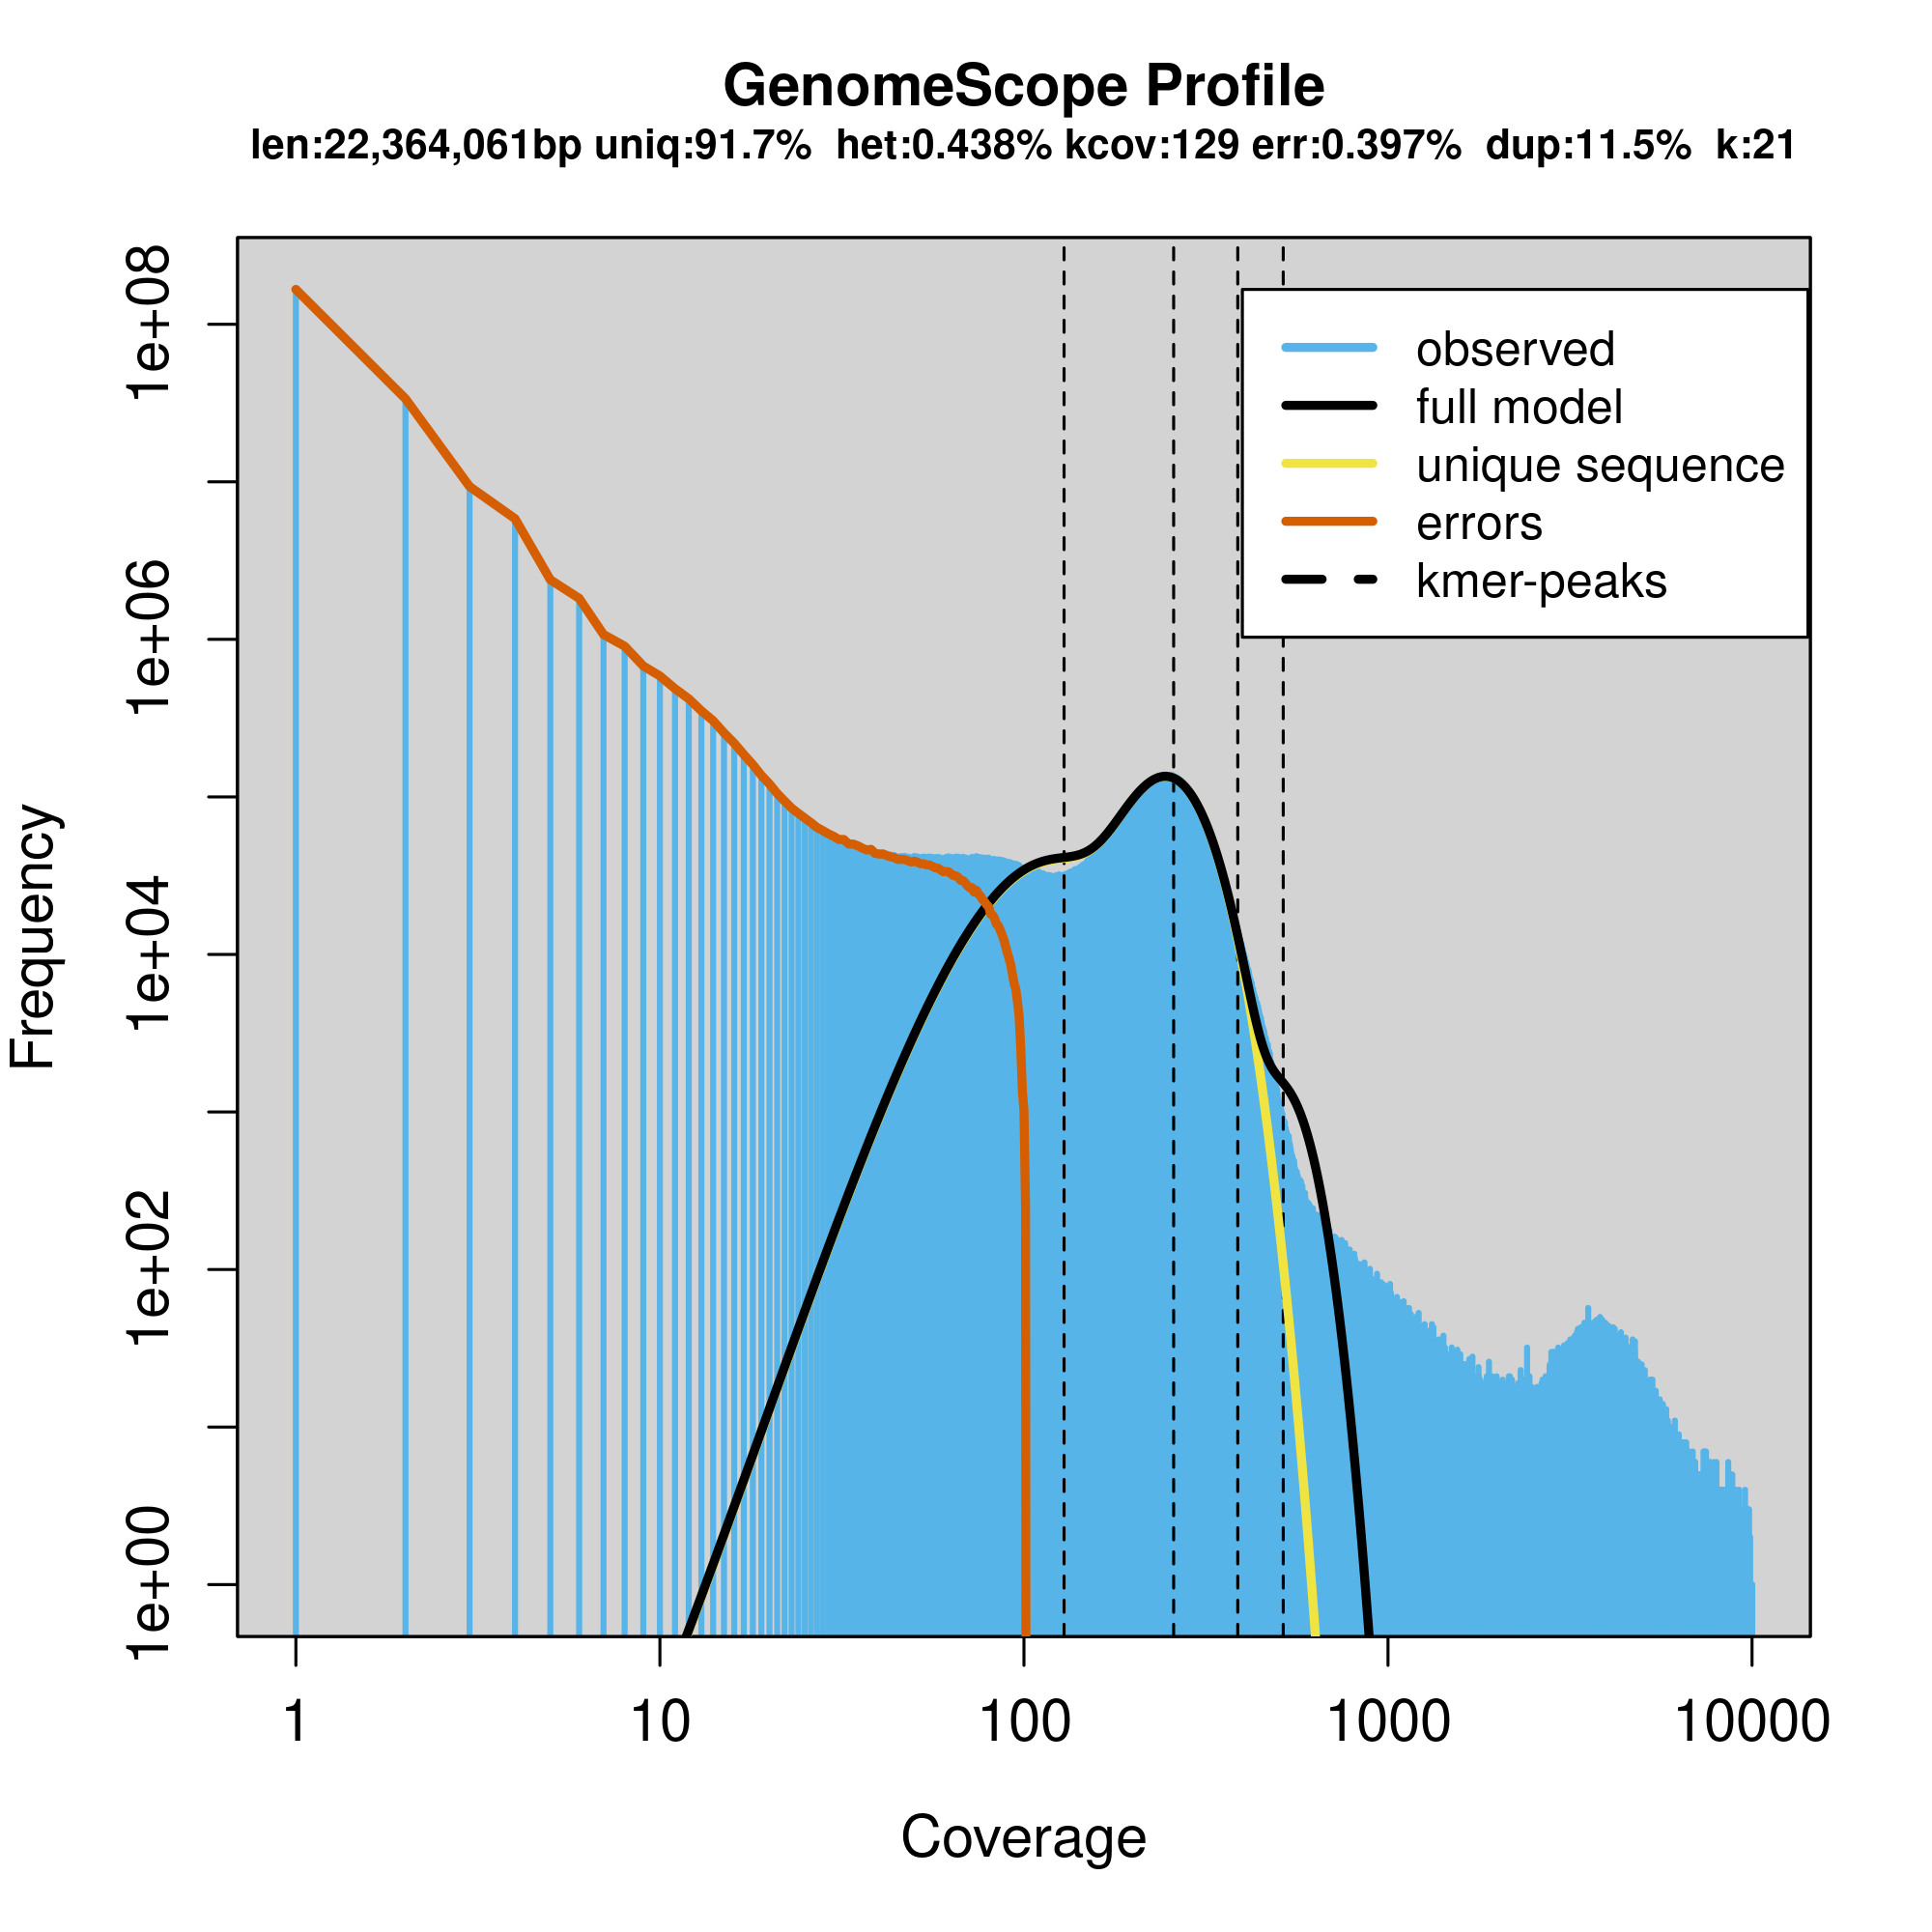 GenomeScope Profile
len:22,364,061bp uniq:91.7% het:0.438% kcov:129 err:0.397% dup:11.5% k:21
observed
full model
unique sequence
errors
kmer-peaks
Frequency
1e+08
1e+06
1e+04
1e+02
1e+00
1 10 100 1000 10000
Coverage